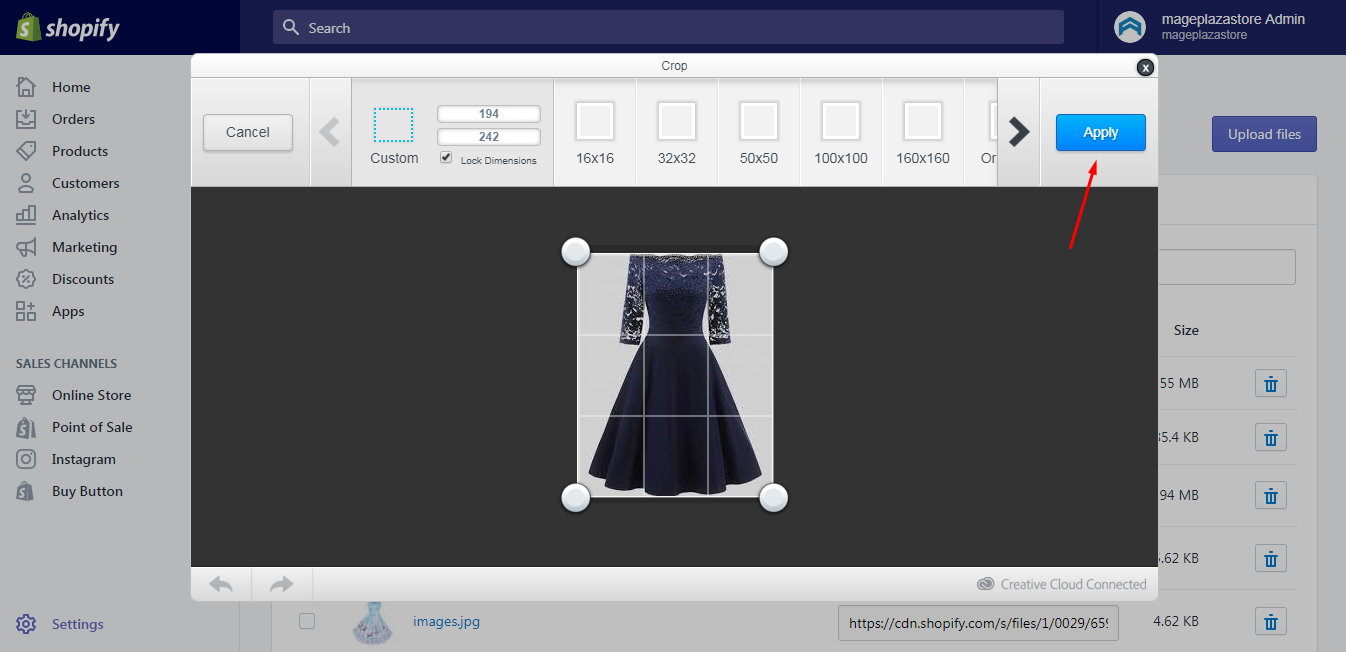 shopify
Search
mageplazastore Admin
mageplazastore
Home
Orders
Products
Customers
Analytics
Marketing
Discounts
Apps
SALES CHANNELS
Online Store
Point of Sale
Instagram
Buy Button
Settings
Crop
x
Cancel
Custom
194
242
Lock Dimensions
16x16
32x32
50x50
100x100
160x160
Or
Apply
Creative Cloud Connected
Upload files
Size
55 MB
35.4 KB
94 MB
.62 KB
images.jpg
https://cdn.shopify.com/s/files/1/0029/659
4.62 KB